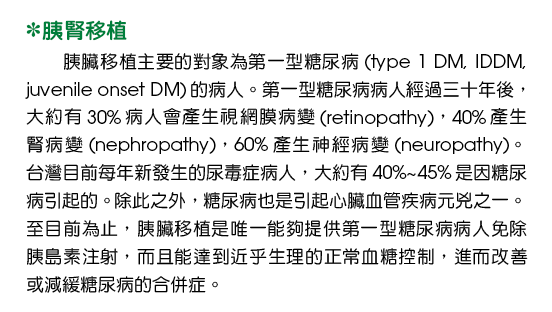 ✻胰腎移植
胰臟移植主要的對象為第一型糖尿病 (type 1 DM, IDDM,
juvenile onset DM) 的病人。第一型糖尿病病人經過三十年後，
大約有 30% 病人會產生視網膜病變 (retinopathy)，40% 產生
腎病變 (nephropathy)，60% 產生神經病變 (neuropathy)。
台灣目前每年新發生的尿毒症病人，大約有 40%~45% 是因糖尿
病引起的。除此之外，糖尿病也是引起心臟血管疾病元兇之一。
至目前為止，胰臟移植是唯一能夠提供第一型糖尿病病人免除
胰島素注射，而且能達到近乎生理的正常血糖控制，進而改善
或減緩糖尿病的合併症。